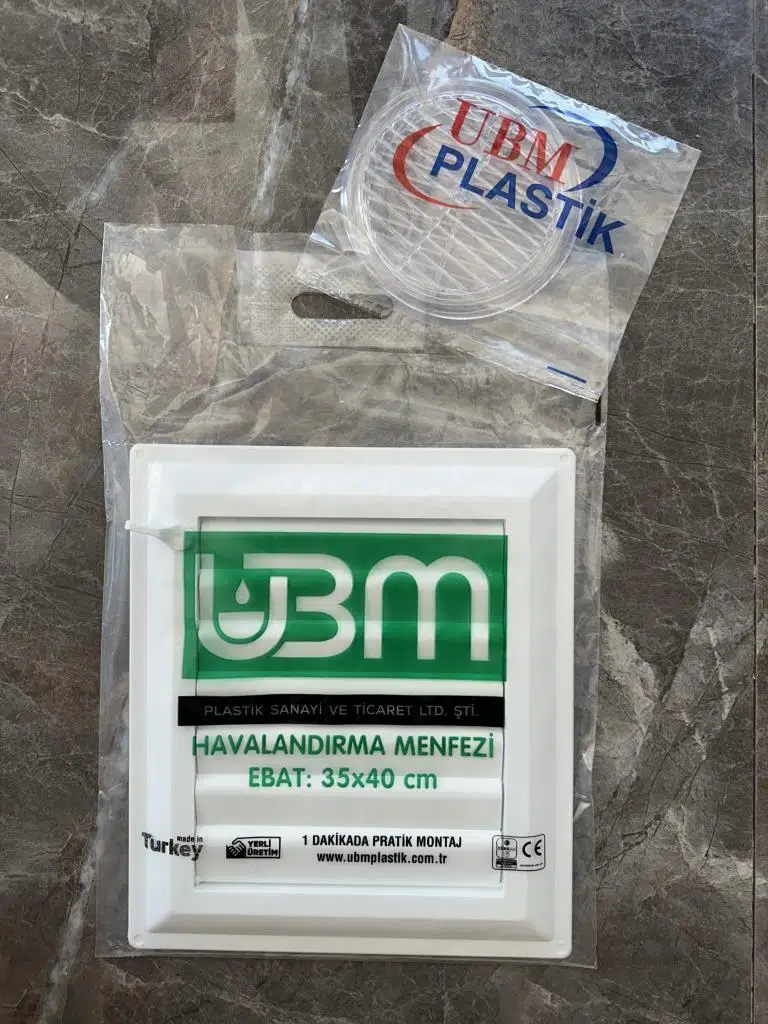 UBM
PLASTİK
UBM
PLASTİK SANAYİ VE TİCARET LTD. ŞTİ.
HAVALANDIRMA MENFEZİ
EBAT: 35x40 cm
made in
Turkey
YERLİ
ÜRETİM
1 DAKİKADA PRATİK MONTAJ
www.ubmplastik.com.tr
CE